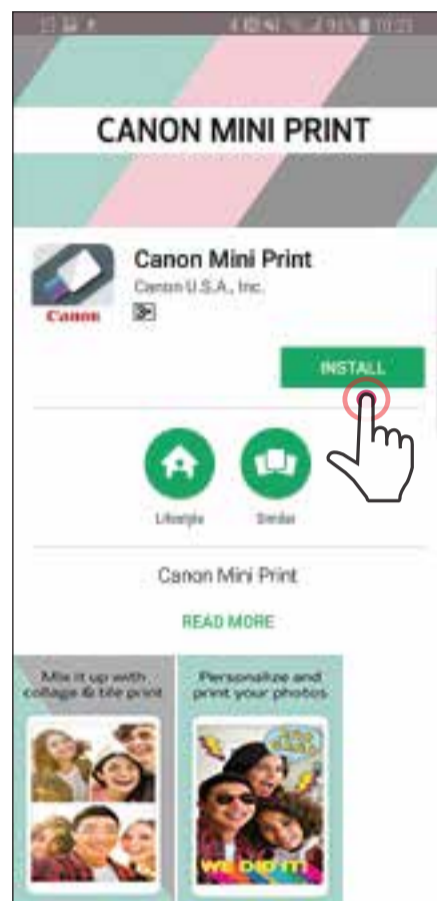 CANON MINI PRINT
Canon Mini Print
Canon U.S.A., Inc.
Canon
3+
INSTALL
Lifestyle
Similar
Canon Mini Print
READ MORE
Mix it up with
collage & tile print
Personalize and
print your photos
WE DID IT!